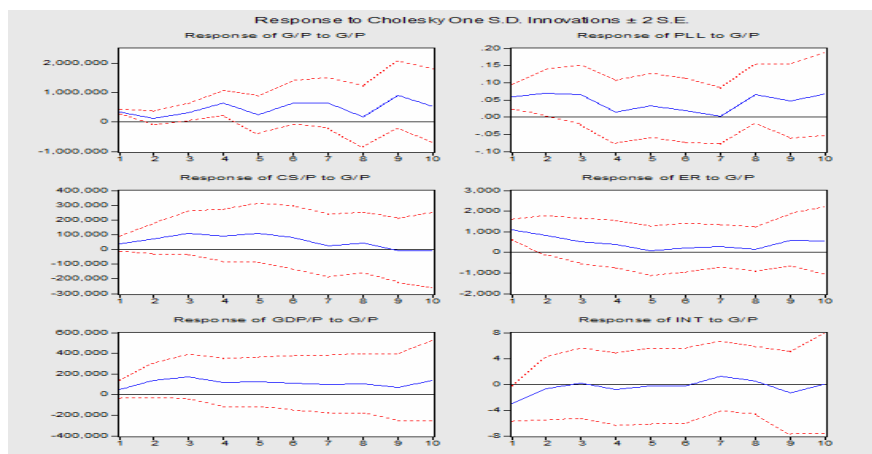 Response to Cholesky One S.D. Innovations ± 2 S.E.
Response of G/P to G/P
2,000,000
1,000,000
0
-1,000,000
1 2 3 4 5 6 7 8 9 10
Response of PLL to G/P
.20
.15
.10
.05
.00
-.05
-.10
1 2 3 4 5 6 7 8 9 10
Response of CS/P to G/P
400,000
300,000
200,000
100,000
0
-100,000
-200,000
-300,000
1 2 3 4 5 6 7 8 9 10
Response of ER to G/P
3,000
2,000
1,000
0
-1,000
-2,000
1 2 3 4 5 6 7 8 9 10
Response of GDP/P to G/P
600,000
400,000
200,000
0
-200,000
-400,000
1 2 3 4 5 6 7 8 9 10
Response of INT to G/P
8
4
0
-4
-8
1 2 3 4 5 6 7 8 9 10